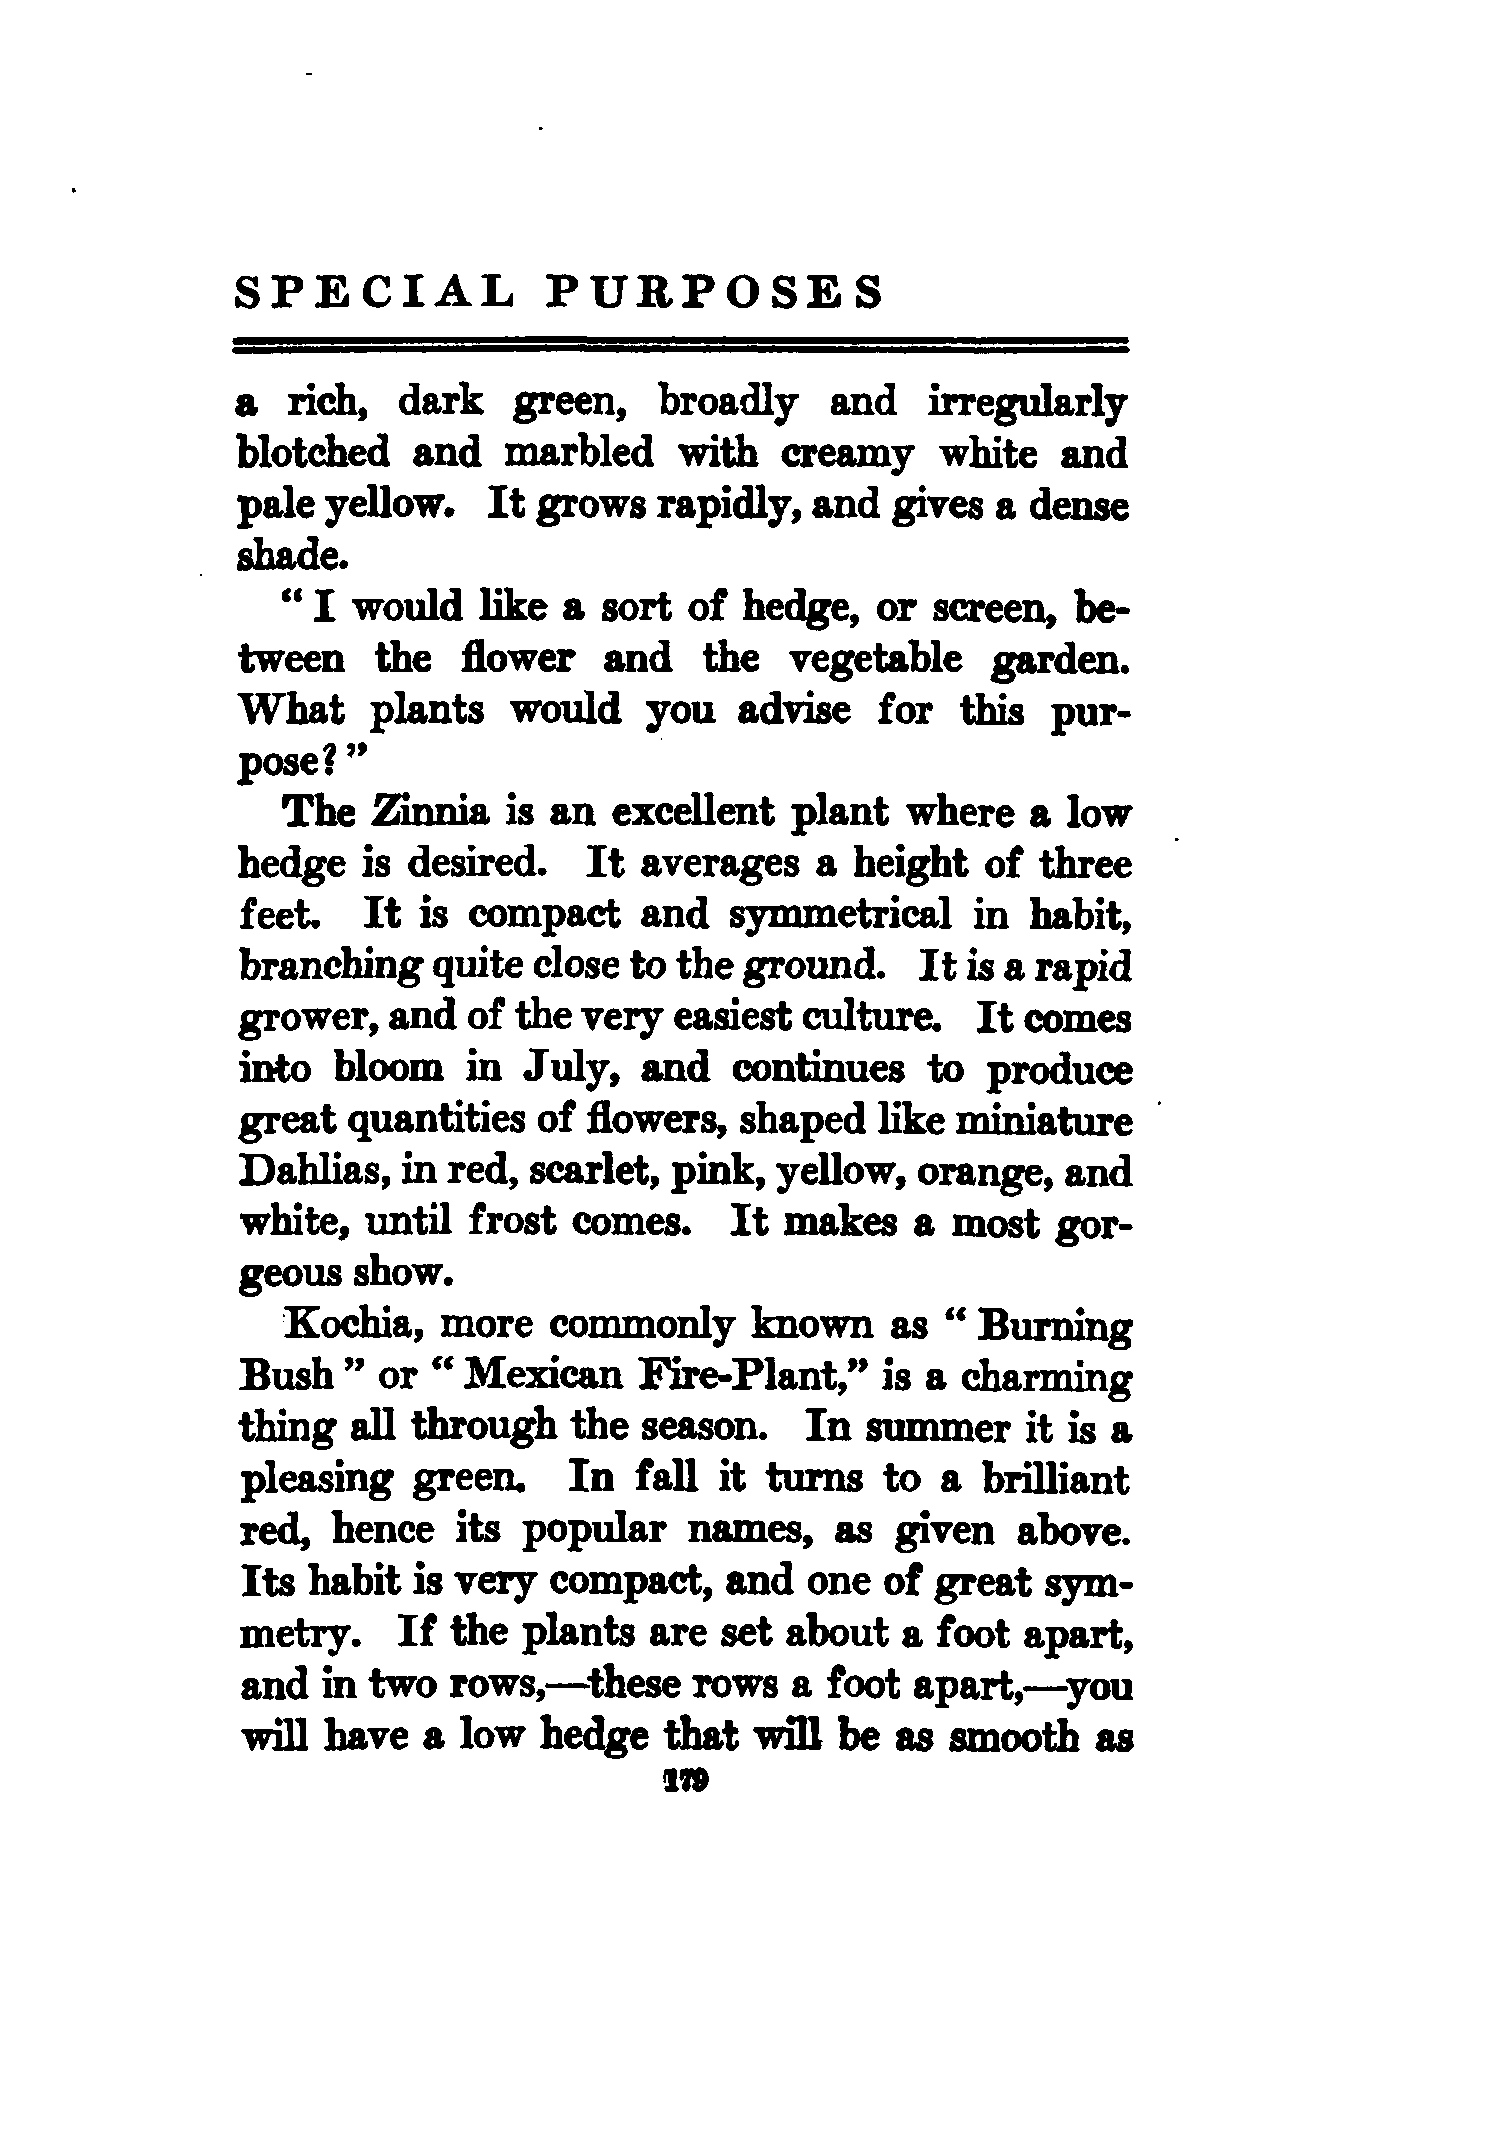 SPECIAL PURPOSES
a rich, dark green, broadly and irregularly
blotched and marbled with creamy white and
pale yellow. It grows rapidly, and gives a dense
shade.
“ I would like a sort of hedge, or screen, be-
tween the flower and the vegetable garden.
What plants would you advise for this pur-
pose? ”
The Zinnia is an excellent plant where a low
hedge is desired. It averages a height of three
feet. It is compact and symmetrical in habit,
branching quite close to the ground. It is a rapid
grower, and of the very easiest culture. It comes
into bloom in July, and continues to produce
great quantities of flowers, shaped like miniature
Dahlias, in red, scarlet, pink, yellow, orange, and
white, until frost comes. It makes a most gor-
geous show.
Kochia, more commonly known as “ Burning
Bush ” or “ Mexican Fire-Plant,” is a charming
thing all through the season. In summer it is a
pleasing green. In fall it turns to a brilliant
red, hence its popular names, as given above.
Its habit is very compact, and one of great sym-
metry. If the plants are set about a foot apart,
and in two rows,—these rows a foot apart,—you
will have a low hedge that will be as smooth as
179